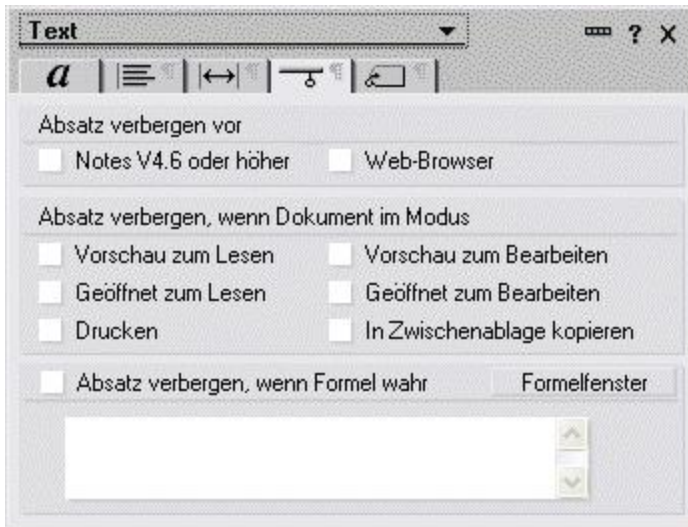 Text
? X
a
Absatz verbergen vor
Notes V4.6 oder höher Web-Browser
Absatz verbergen, wenn Dokument im Modus
Vorschau zum Lesen Vorschau zum Bearbeiten
Geöffnet zum Lesen Geöffnet zum Bearbeiten
Drucken In Zwischenablage kopieren
Absatz verbergen, wenn Formel wahr Formelfenster